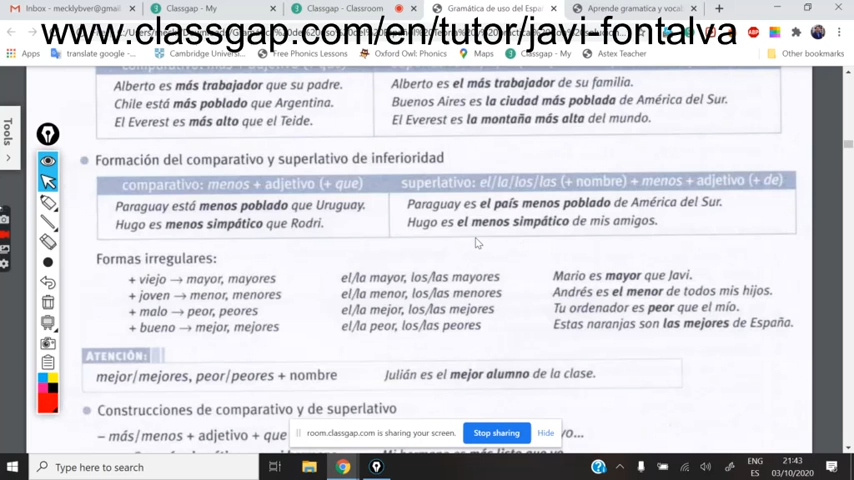 Inbox - mecklybver@gmail
Classgap - My
Classgap - Classroom
Gramática de uso del Espa
Aprende gramática y vocab
www.classgap.com/en/tutor/javi-fontalva
Apps
translate google -...
Cambridge Universit...
Free Phonics Lessons
Oxford Owl: Phonics
Maps
Classgap - My...
Astex Teacher
Other bookmarks
Tools
Alberto es más trabajador que su padre.
Alberto es el más trabajador de su familia.
Chile está más poblado que Argentina.
Buenos Aires es la ciudad más poblada de América del Sur.
El Everest es más alto que el Teide.
El Everest es la montaña más alta del mundo.
Formación del comparativo y superlativo de inferioridad
comparativo: menos + adjetivo (+ que)
superlativo: el/la/los/las (+ nombre) + menos + adjetivo (+ de)
Paraguay está menos poblado que Uruguay.
Paraguay es el país menos poblado de América del Sur.
Hugo es menos simpático que Rodri.
Hugo es el menos simpático de mis amigos.
Formas irregulares:
+ viejo → mayor, mayores
el/la mayor, los/las mayores
Mario es mayor que Javi.
+ joven → menor, menores
el/la menor, los/las menores
Andrés es el menor de todos mis hijos.
+ malo → peor, peores
el/la mejor, los/las mejores
Tu ordenador es peor que el mío.
+ bueno → mejor, mejores
el/la peor, los/las peores
Estas naranjas son las mejores de España.
ATENCIÓN:
mejor/mejores, peor/peores + nombre
Julián es el mejor alumno de la clase.
Construcciones de comparativo y de superlativo
– más/menos + adjetivo + que
room.classgap.com is sharing your screen.
Stop sharing
Hide
Type here to search
ENG
ES
21:43
03/10/2020